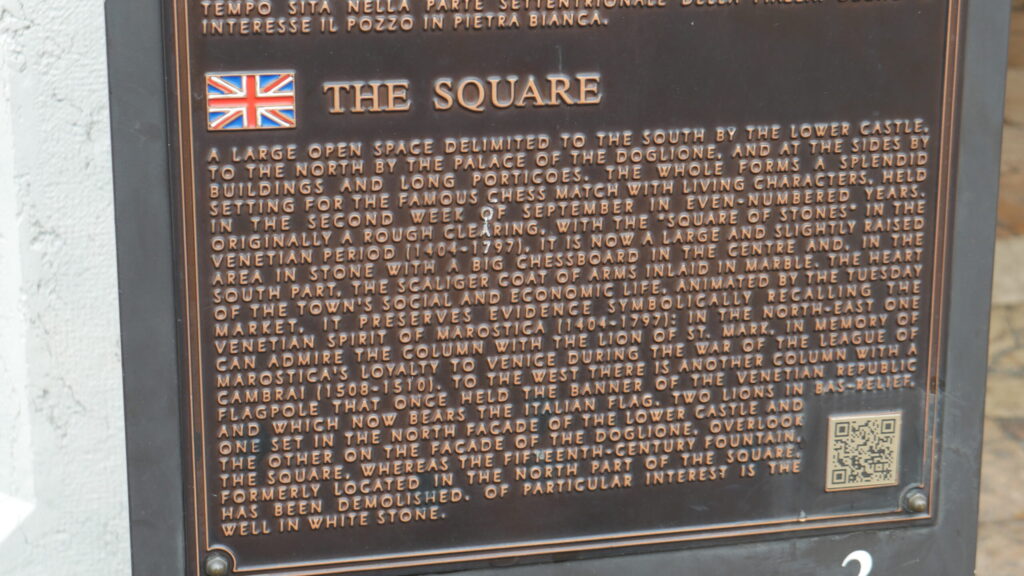 TEMPO SITA NELLA PARTE SETTENTRIONALE DELLA PIAZZA.
INTERESSE IL POZZO IN PIETRA BIANCA.
THE SQUARE
A LARGE OPEN SPACE DELIMITED TO THE SOUTH BY THE LOWER CASTLE,
TO THE NORTH BY THE PALACE OF THE DOGLIONE, AND AT THE SIDES BY
BUILDINGS AND LONG PORTICOES. THE WHOLE FORMS A SPLENDID
SETTING FOR THE FAMOUS CHESS MATCH WITH LIVING CHARACTERS, HELD
IN THE SECOND WEEK OF SEPTEMBER IN EVEN-NUMBERED YEARS.
ORIGINALLY A ROUGH CLEARING, WITH THE "SQUARE OF STONES" IN THE
VENETIAN PERIOD (1404-1797), IT IS NOW A LARGE AND SLIGHTLY RAISED
AREA IN STONE WITH A BIG CHESSBOARD IN THE CENTRE AND, IN THE
SOUTH PART, THE SCALIGER COAT OF ARMS INLAID IN MARBLE. THE HEART
OF THE TOWN'S SOCIAL AND ECONOMIC LIFE, ANIMATED BY THE TUESDAY
MARKET, IT PRESERVES EVIDENCE SYMBOLICALLY RECALLING THE
VENETIAN SPIRIT OF MAROSTICA (1404-1797): IN THE NORTH-EAST ONE
CAN ADMIRE THE COLUMN WITH THE LION OF ST. MARK, IN MEMORY OF
MAROSTICA'S LOYALTY TO VENICE DURING THE WAR OF THE LEAGUE OF
CAMBRAI (1508-1510). TO THE WEST THERE IS ANOTHER COLUMN WITH A
FLAGPOLE THAT ONCE HELD THE BANNER OF THE VENETIAN REPUBLIC
AND WHICH NOW BEARS THE ITALIAN FLAG. TWO LIONS IN BAS-RELIEF,
ONE SET IN THE NORTH FACADE OF THE LOWER CASTLE AND
THE OTHER ON THE FACADE OF THE DOGLIONE, OVERLOOK
THE SQUARE, WHEREAS THE FIFTEENTH-CENTURY FOUNTAIN,
FORMERLY LOCATED IN THE NORTH PART OF THE SQUARE,
HAS BEEN DEMOLISHED. OF PARTICULAR INTEREST IS THE
WELL IN WHITE STONE.